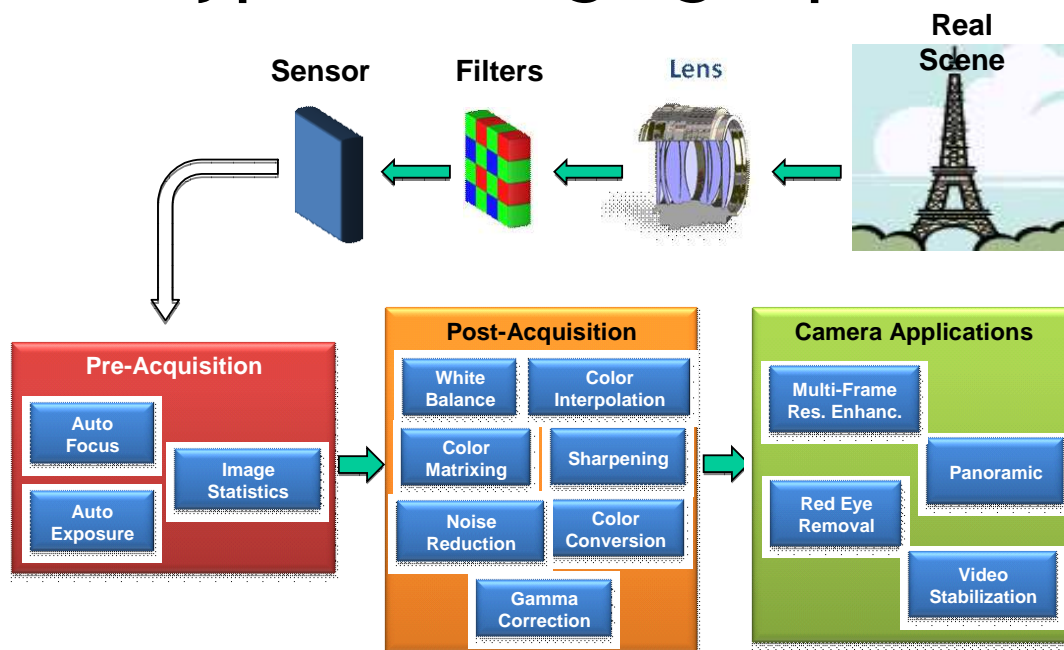 Real
Scene
Sensor
Filters
Lens
Pre-Acquisition
Auto
Focus
Image
Statistics
Auto
Exposure
Post-Acquisition
White
Balance
Color
Interpolation
Color
Matrixing
Sharpening
Noise
Reduction
Color
Conversion
Gamma
Correction
Camera Applications
Multi-Frame
Res. Enhanc.
Panoramic
Red Eye
Removal
Video
Stabilization